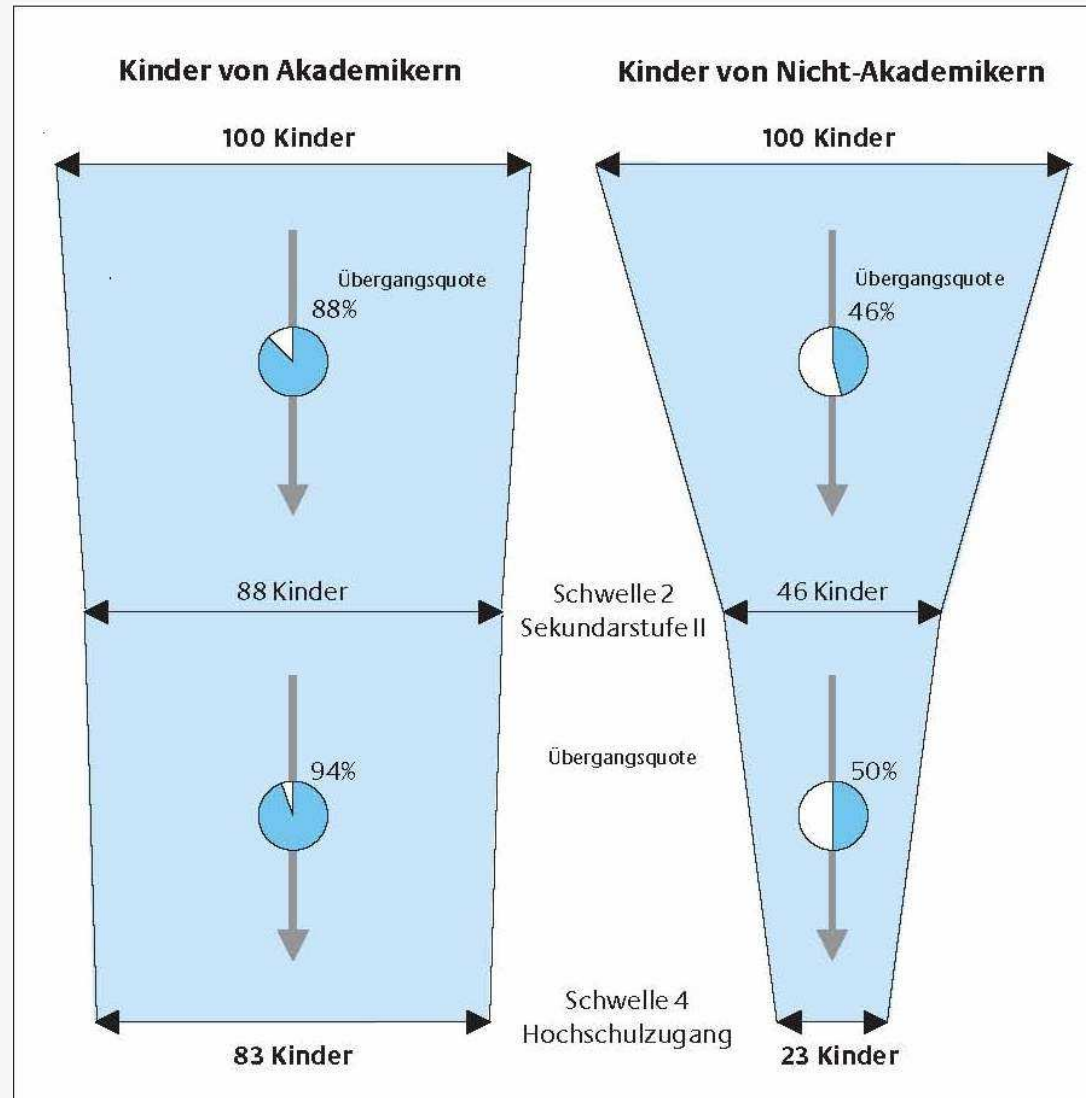 Kinder von Akademikern
Kinder von Nicht-Akademikern
100 Kinder
100 Kinder
Übergangsquote
88%
Übergangsquote
46%
88 Kinder
Schwelle 2
Sekundarstufe II
46 Kinder
94%
Übergangsquote
50%
Schwelle 4
Hochschulzugang
83 Kinder
23 Kinder